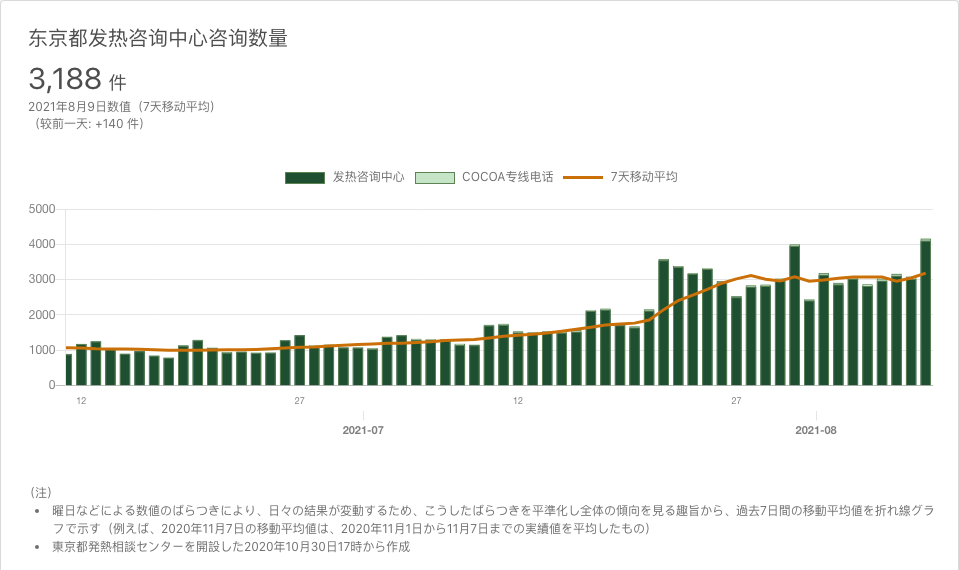 东京都发热咨询中心咨询数量
3,188 件
2021年8月9日数值（7天移动平均）
（较前一天: +140 件）
发热咨询中心 COCOA专线电话 7天移动平均
5000
4000
3000
2000
1000
0
12 27 12 27
2021-07 2021-08
（注）
• 曜日などによる数値のばらつきにより、日々の結果が変動するため、こうしたばらつきを平準化し全体の傾向を見る趣旨から、過去7日間の移動平均値を折れ線グラ
フで示す（例えば、2020年11月7日の移動平均値は、2020年11月1日から11月7日までの実績値を平均したもの）
• 東京都発熱相談センターを開設した2020年10月30日17時から作成